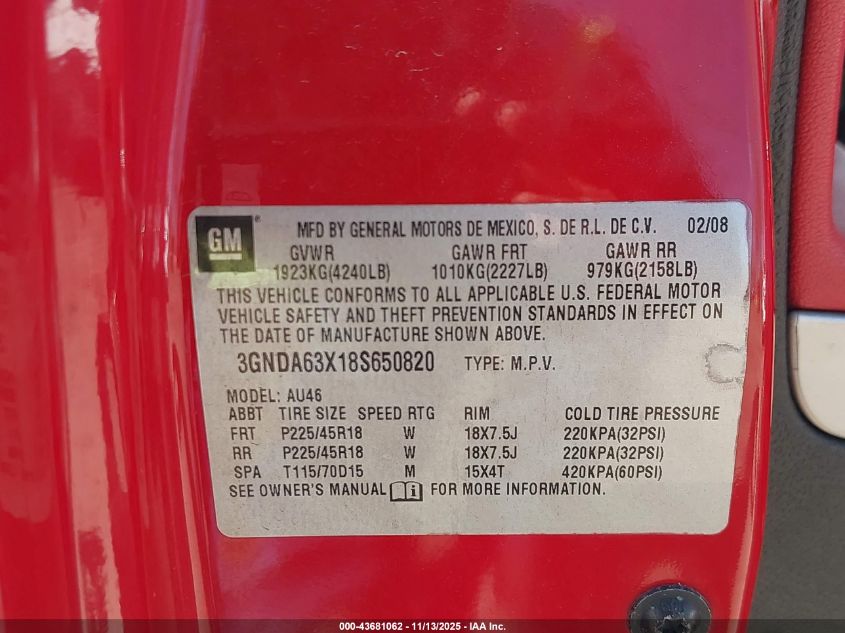 GM ® MFD BY GENERAL MOTORS DE MEXICO, S. DE R.L. DE C.V. 02/08
GVWR GAWR FRT GAWR RR
1923KG(4240LB) 1010KG(2227LB) 979KG(2158LB)
THIS VEHICLE CONFORMS TO ALL APPLICABLE U.S. FEDERAL MOTOR
VEHICLE SAFETY AND THEFT PREVENTION STANDARDS IN EFFECT ON
THE DATE OF MANUFACTURE SHOWN ABOVE.
3GNDA63X18S650820 TYPE: M.P.V.
MODEL: AU46
ABBT TIRE SIZE SPEED RTG RIM COLD TIRE PRESSURE
FRT P225/45R18 W 18X7.5J 220KPA(32PSI)
RR P225/45R18 W 18X7.5J 220KPA(32PSI)
SPA T115/70D15 M 15X4T 420KPA(60PSI)
SEE OWNER'S MANUAL i FOR MORE INFORMATION.
000-43681062 - 11/13/2025 - IAA Inc.